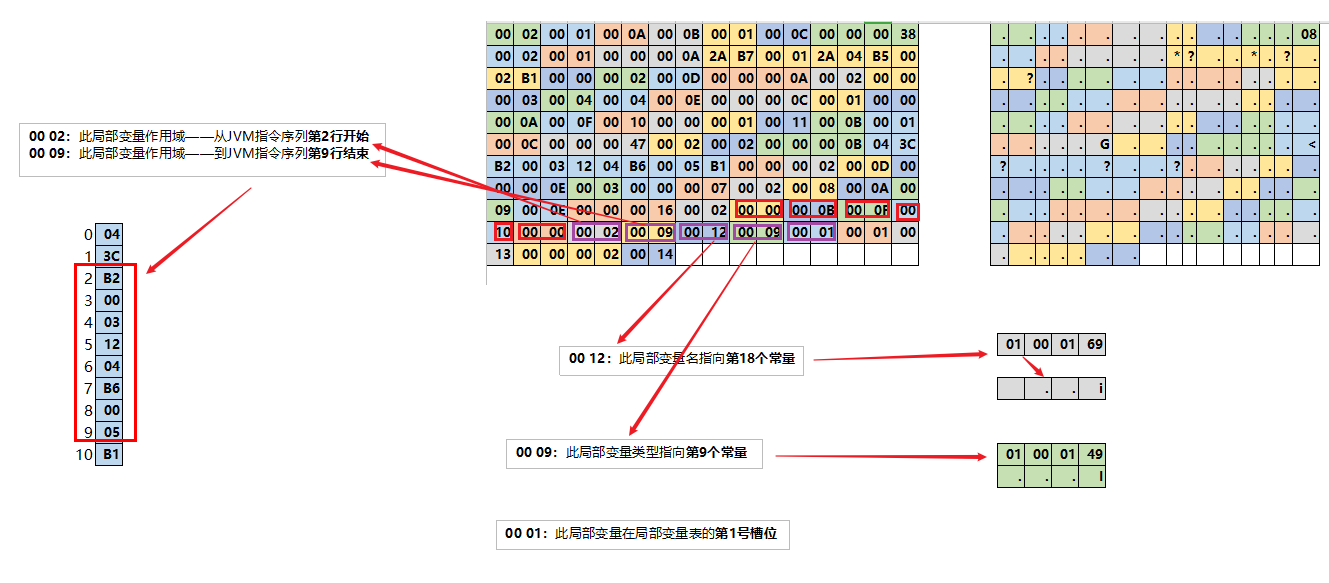 00 02 00 01 00 0A 00 0B 00 01 00 0C 00 00 00 38
00 02 00 01 00 00 00 0A 2A B7 00 01 2A 04 B5 00
02 B1 00 00 00 02 00 0D 00 00 00 0A 00 02 00 00
00 03 00 04 00 04 00 0E 00 00 00 0C 00 01 00 00
00 0A 00 0F 00 10 00 00 00 01 00 11 00 0B 00 01
00 0C 00 00 00 47 00 02 00 02 00 00 00 0B 04 3C
B2 00 03 12 04 B6 00 05 B1 00 00 00 02 00 0D 00
00 00 0E 00 03 00 00 00 07 00 02 00 08 00 0A 00
09 00 0E 00 00 00 16 00 02 00 00 00 0B 00 0F 00
10 00 00 00 02 00 09 00 12 00 09 00 01 00 01 00
13 00 00 00 02 00 14
. . . . . . . . . . . . . . . 08
. . . . . . . . * ? . . * . ? .
. ? . . . . . . . . . . . . . .
. . . . . . . . . . . . . . . .
. . . . . . . . . . . . . . . .
. . . . . G . . . . . . . . . <
? . . . . ? . . ? . . . . . . .
. . . . . . . . . . . . . . . .
. . . . . . . . . . . . . . . .
. . . . . . . . . . . . . . . .
. . . . . . .
00 02：此局部变量作用域——从JVM指令序列第2行开始
00 09：此局部变量作用域——到JVM指令序列第9行结束
0 04
1 3C
2 B2
3 00
4 03
5 12
6 04
7 B6
8 00
9 05
10 B1
00 12：此局部变量名指向第18个常量
01 00 01 69
. . i
00 09：此局部变量类型指向第9个常量
01 00 01 49
. . . I
00 01：此局部变量在局部变量表的第1号槽位